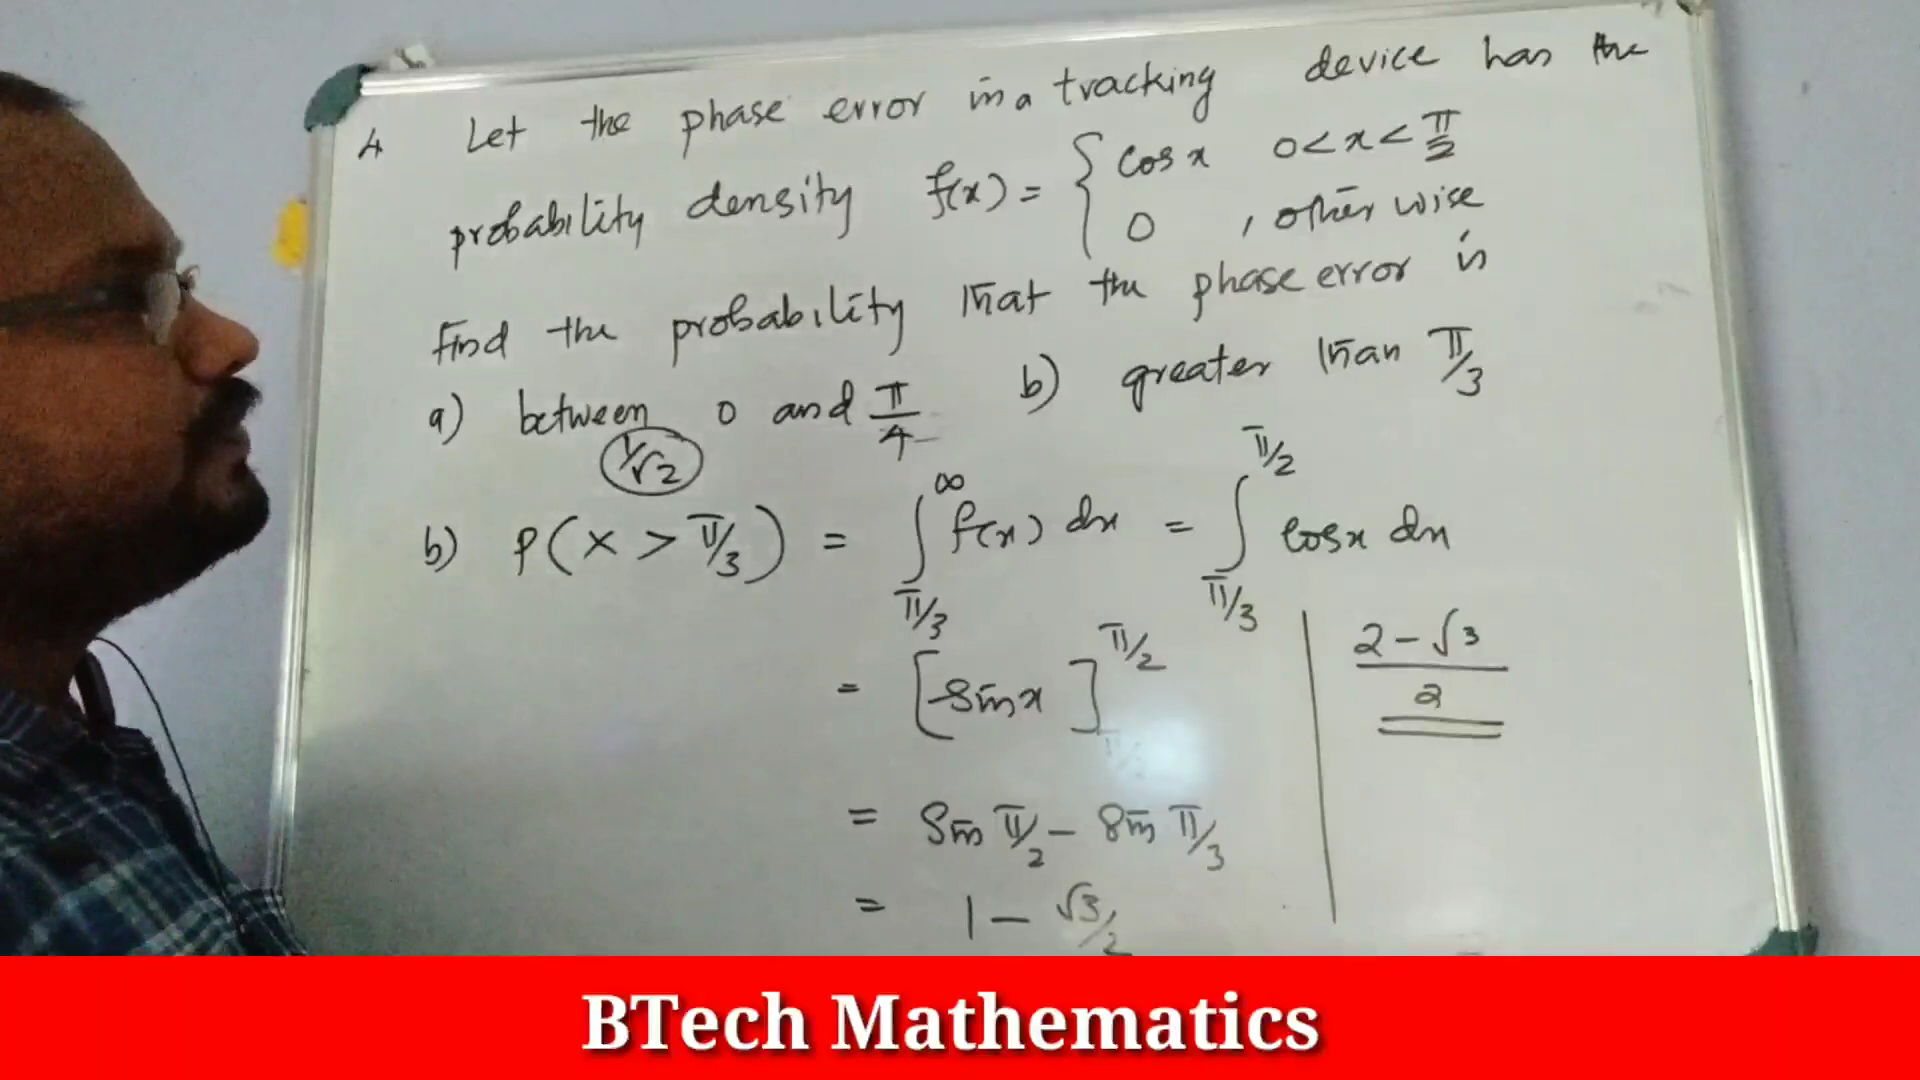 4 Let the phase error in a tracking device has the
probability density f(x) = { cos x 0<x<π/2
0 , otherwise
Find the probability that the phase error is
a) between 0 and π/4 b) greater than π/3
1/√2
b) P(X > π/3) = ∫_{π/3}^{∞} f(x) dx = ∫_{π/3}^{π/2} cosx dx
= [-sinx]^{π/2}
= sin π/2 - sin π/3
= 1 - √3/2
2-√3
2
BTech Mathematics